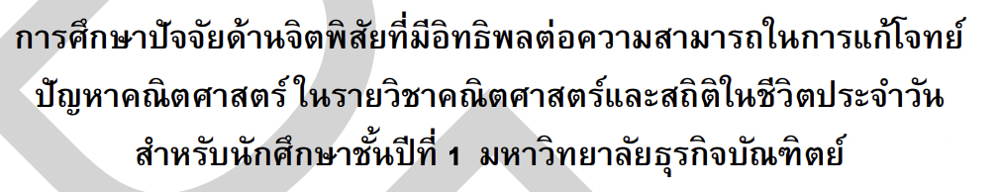 การศึกษาปัจจัยด้านจิตพิสัยที่มีอิทธิพลต่อความสามารถในการแก้โจทย์
ปัญหาคณิตศาสตร์ ในรายวิชาคณิตศาสตร์และสถิติในชีวิตประจำวัน
สำหรับนักศึกษาชั้นปีที่ 1 มหาวิทยาลัยธุรกิจบัณฑิตย์